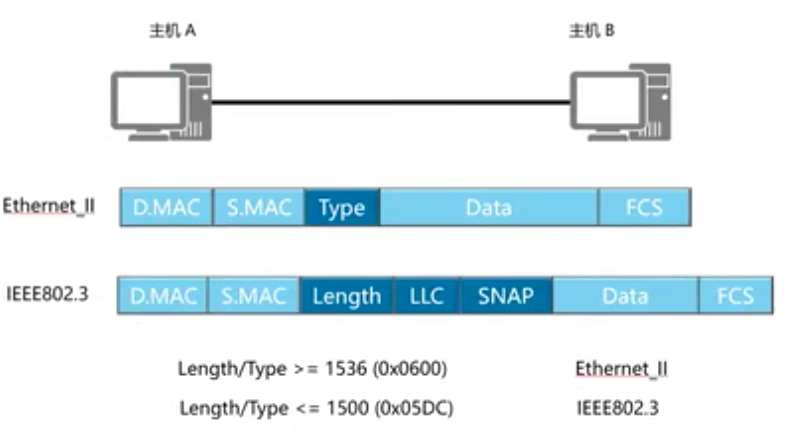 主机 A 主机 B
Ethernet_II D.MAC S.MAC Type Data FCS
IEEE802.3 D.MAC S.MAC Length LLC SNAP Data FCS
Length/Type >= 1536 (0x0600) Ethernet_II
Length/Type <= 1500 (0x05DC) IEEE802.3